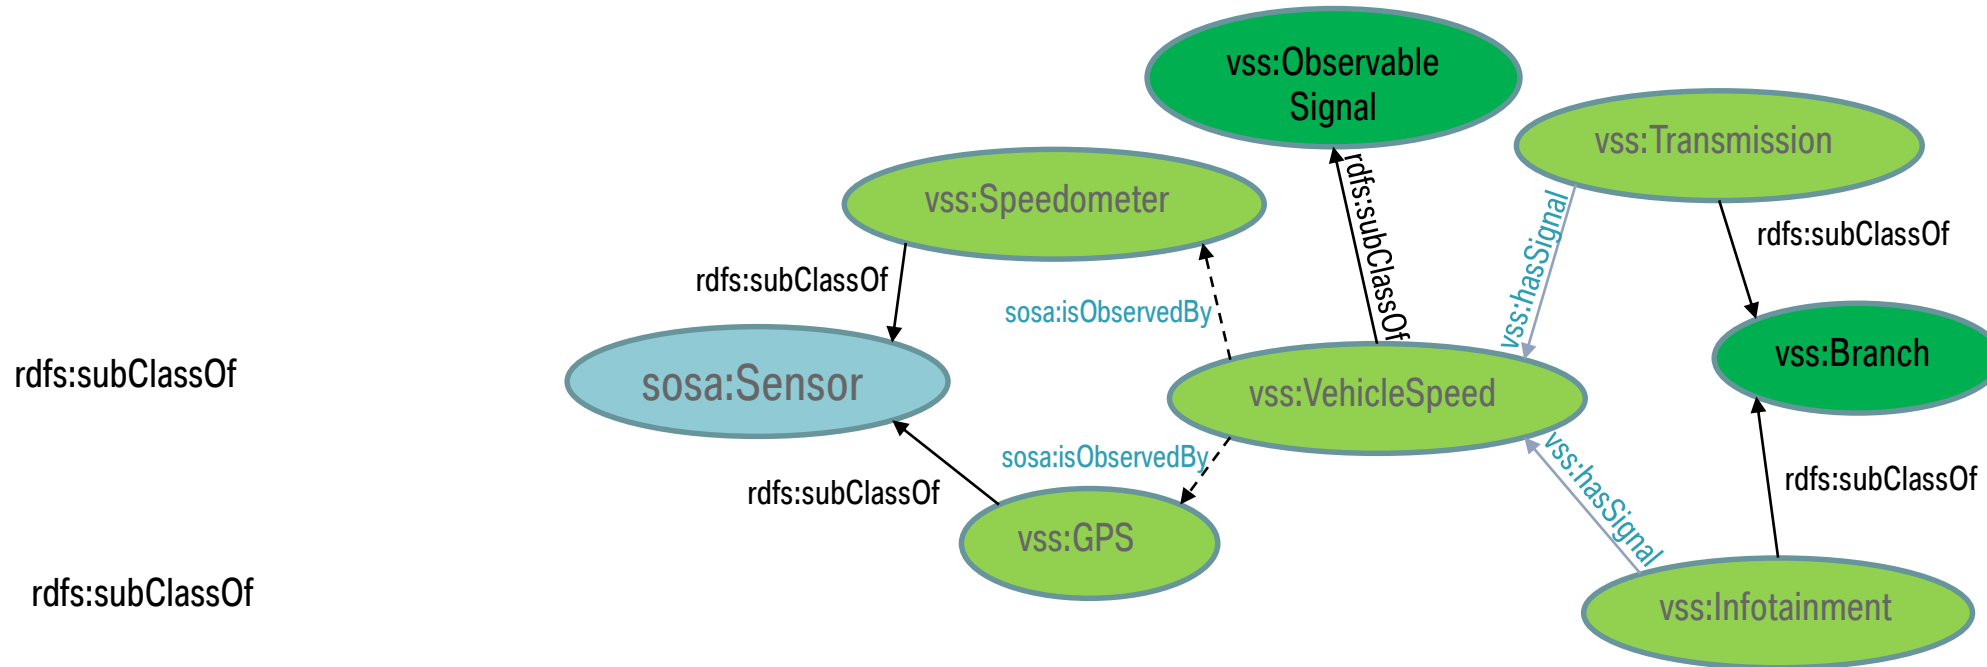 vss:Observable
Signal
vss:Transmission
vss:Speedometer
rdfs:subClassOf
vss:hasSignal
rdfs:subClassOf
rdfs:subClassOf
sosa:isObservedBy
vss:Branch
rdfs:subClassOf
sosa:Sensor
vss:VehicleSpeed
sosa:isObservedBy
vss:hasSignal
rdfs:subClassOf
rdfs:subClassOf
vss:GPS
rdfs:subClassOf
vss:Infotainment